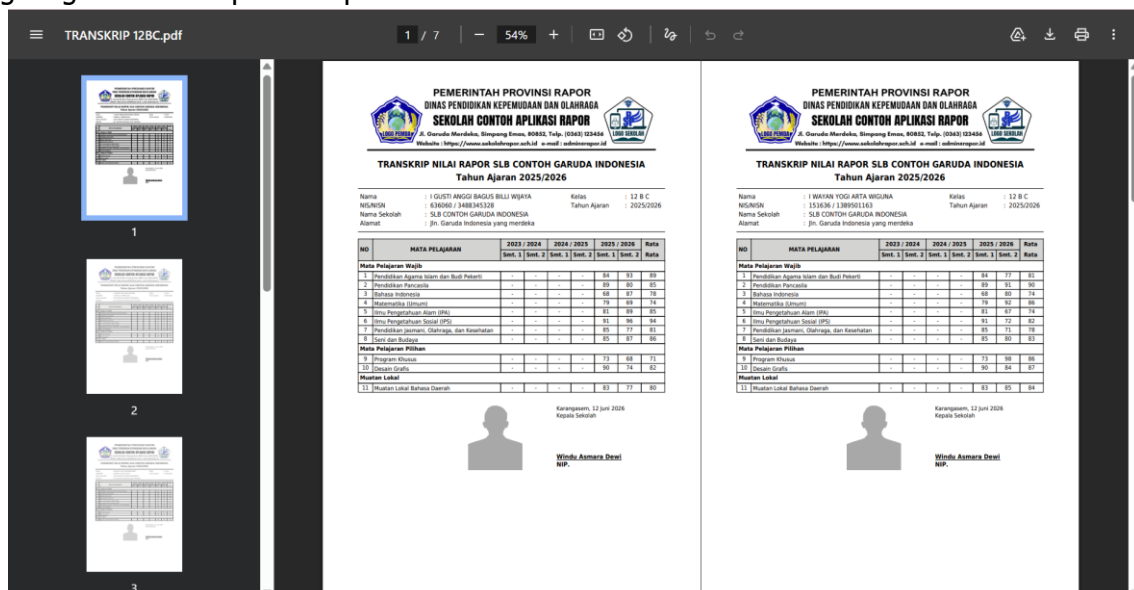 TRANSKRIP 12BC.pdf
1 / 7
54%
1
2
3
PEMERINTAH PROVINSI RAPOR
DINAS PENDIDIKAN KEPEMUDAAN DAN OLAHRAGA
SEKOLAH CONTOH APLIKASI RAPOR
Jl. Garuda Merdeka, Simpang Emas, 80852, Telp. (0363) 123456
Website : https://www.sekolahrapor.sch.id e-mail : adminerapor.id
LOGO PEMDA
LOGO SEKOLAH
TRANSKRIP NILAI RAPOR SLB CONTOH GARUDA INDONESIA
Tahun Ajaran 2025/2026
Nama : I GUSTI ANGGI BAGUS BILLI WIJAYA Kelas : 12 B C
NIS/NISN : 636060 / 3488345328 Tahun Ajaran : 2025/2026
Nama Sekolah : SLB CONTOH GARUDA INDONESIA
Alamat : Jln. Garuda Indonesia yang merdeka
NO MATA PELAJARAN 2023 / 2024 2024 / 2025 2025 / 2026 Rata
Smt. 1 Smt. 2 Smt. 1 Smt. 2 Smt. 1 Smt. 2 Rata
Mata Pelajaran Wajib
1 Pendidikan Agama Islam dan Budi Pekerti - - - - 84 93 89
2 Pendidikan Pancasila - - - - 89 80 85
3 Bahasa Indonesia - - - - 68 87 78
4 Matematika (Umum) - - - - 79 69 74
5 Ilmu Pengetahuan Alam (IPA) - - - - 81 89 85
6 Ilmu Pengetahuan Sosial (IPS) - - - - 91 96 94
7 Pendidikan Jasmani, Olahraga, dan Kesehatan - - - - 85 77 81
8 Seni dan Budaya - - - - 85 87 86
Mata Pelajaran Pilihan
9 Program Khusus - - - - 73 68 71
10 Desain Grafis - - - - 90 74 82
Muatan Lokal
11 Muatan Lokal Bahasa Daerah - - - - 83 77 80
Karangasem, 12 Juni 2026
Kepala Sekolah
Windu Asmara Dewi
NIP.
PEMERINTAH PROVINSI RAPOR
DINAS PENDIDIKAN KEPEMUDAAN DAN OLAHRAGA
SEKOLAH CONTOH APLIKASI RAPOR
Jl. Garuda Merdeka, Simpang Emas, 80852, Telp. (0363) 123456
Website : https://www.sekolahrapor.sch.id e-mail : adminerapor.id
LOGO PEMDA
LOGO SEKOLAH
TRANSKRIP NILAI RAPOR SLB CONTOH GARUDA INDONESIA
Tahun Ajaran 2025/2026
Nama : I WAYAN YOGI ARTA WIGUNA Kelas : 12 B C
NIS/NISN : 151636 / 1389501163 Tahun Ajaran : 2025/2026
Nama Sekolah : SLB CONTOH GARUDA INDONESIA
Alamat : Jln. Garuda Indonesia yang merdeka
NO MATA PELAJARAN 2023 / 2024 2024 / 2025 2025 / 2026 Rata
Smt. 1 Smt. 2 Smt. 1 Smt. 2 Smt. 1 Smt. 2 Rata
Mata Pelajaran Wajib
1 Pendidikan Agama Islam dan Budi Pekerti - - - - 84 77 81
2 Pendidikan Pancasila - - - - 89 91 90
3 Bahasa Indonesia - - - - 68 80 74
4 Matematika (Umum) - - - - 79 92 86
5 Ilmu Pengetahuan Alam (IPA) - - - - 81 67 74
6 Ilmu Pengetahuan Sosial (IPS) - - - - 91 72 82
7 Pendidikan Jasmani, Olahraga, dan Kesehatan - - - - 85 71 78
8 Seni dan Budaya - - - - 85 80 83
Mata Pelajaran Pilihan
9 Program Khusus - - - - 73 98 86
10 Desain Grafis - - - - 90 84 87
Muatan Lokal
11 Muatan Lokal Bahasa Daerah - - - - 83 85 84
Karangasem, 12 Juni 2026
Kepala Sekolah
Windu Asmara Dewi
NIP.